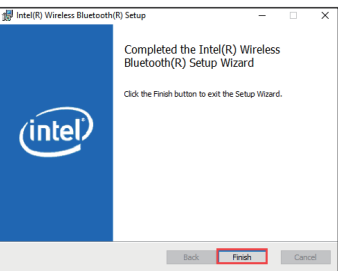 Intel(R) Wireless Bluetooth(R) Setup
Completed the Intel(R) Wireless
Bluetooth(R) Setup Wizard
Click the Finish button to exit the Setup Wizard.
intel
Back Finish Cancel